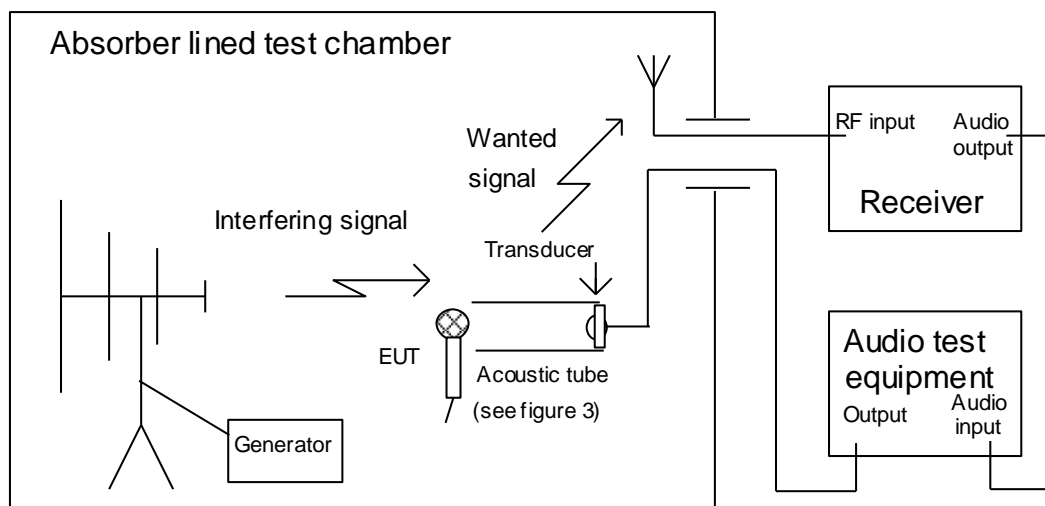 Absorber lined test chamber
Wanted
signal
Interfering signal
Transducer
EUT
Acoustic tube
(see figure 3)
Generator
RF input
Audio
output
Receiver
Audio test
equipment
Output
Audio
input